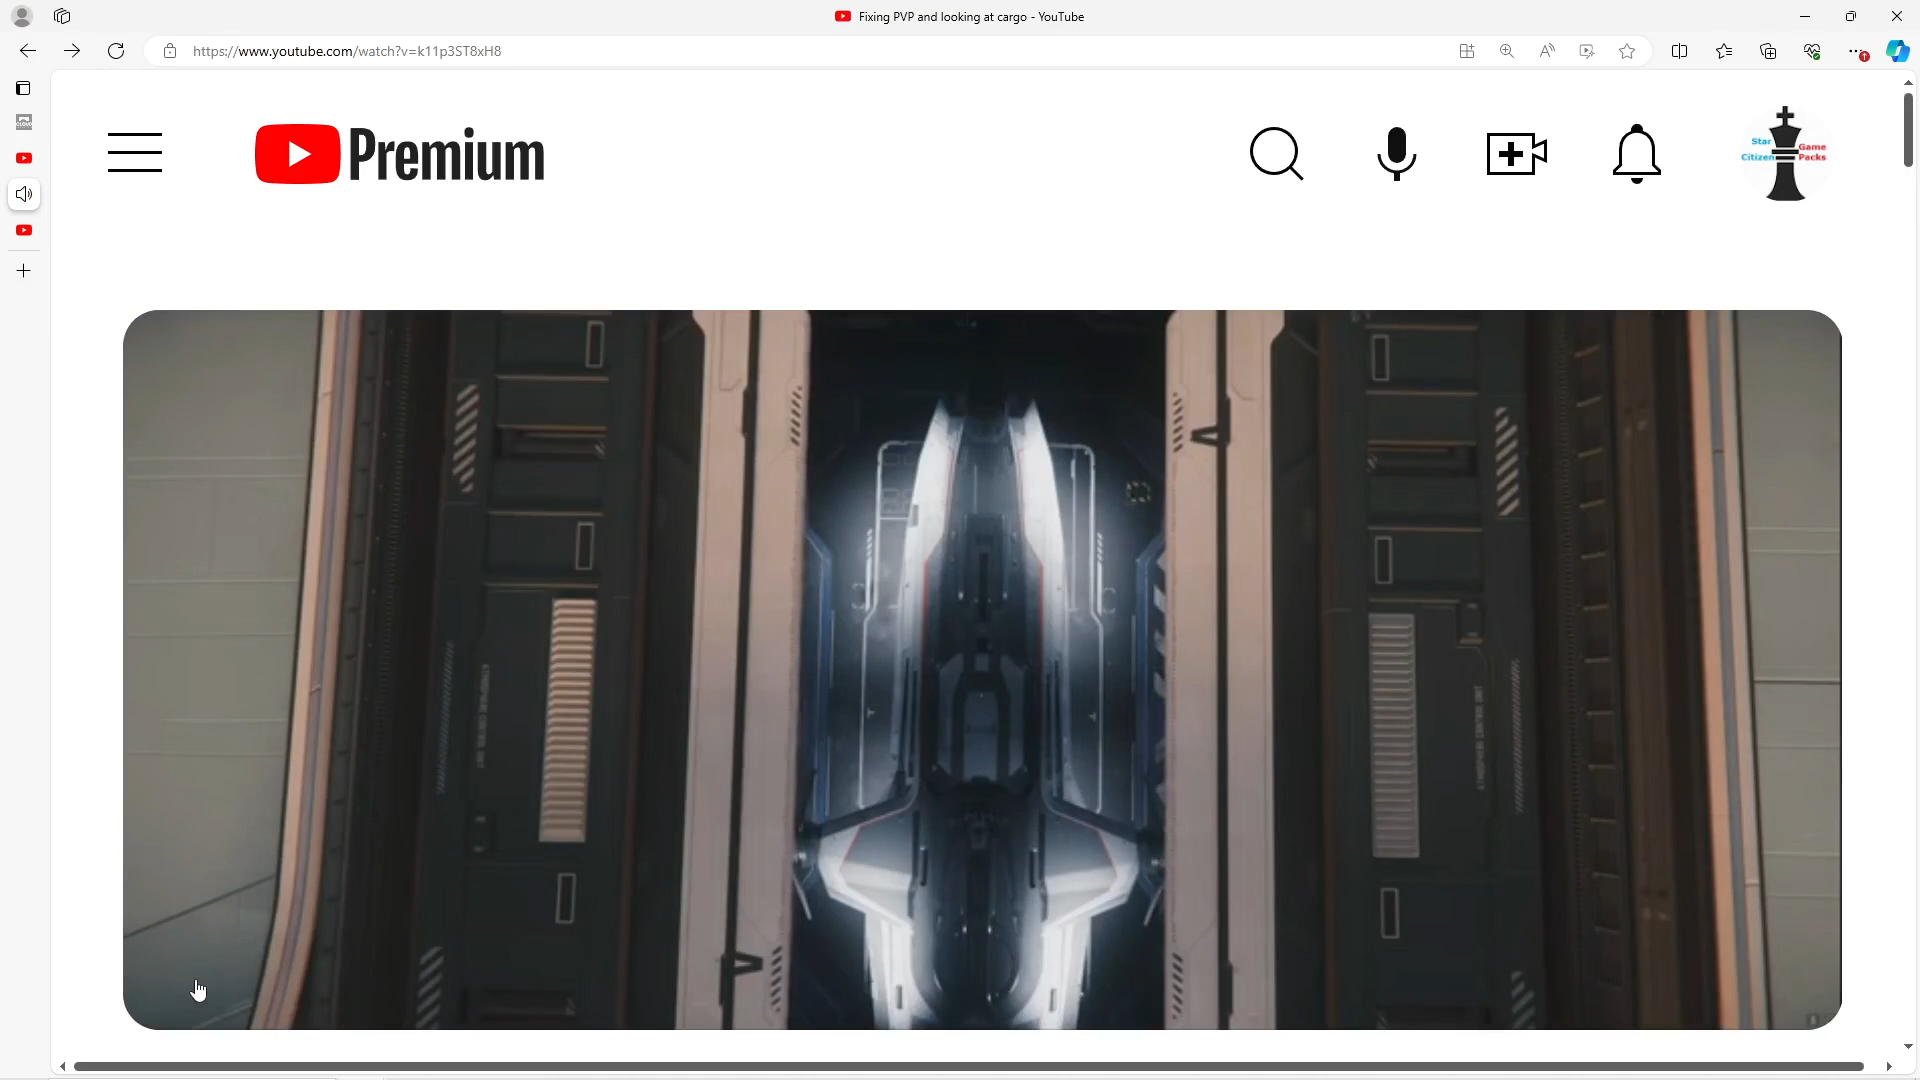 Fixing PVP and looking at cargo - YouTube
https://www.youtube.com/watch?v=k11p3ST8xH8
Premium
Star Citizen Game Packs